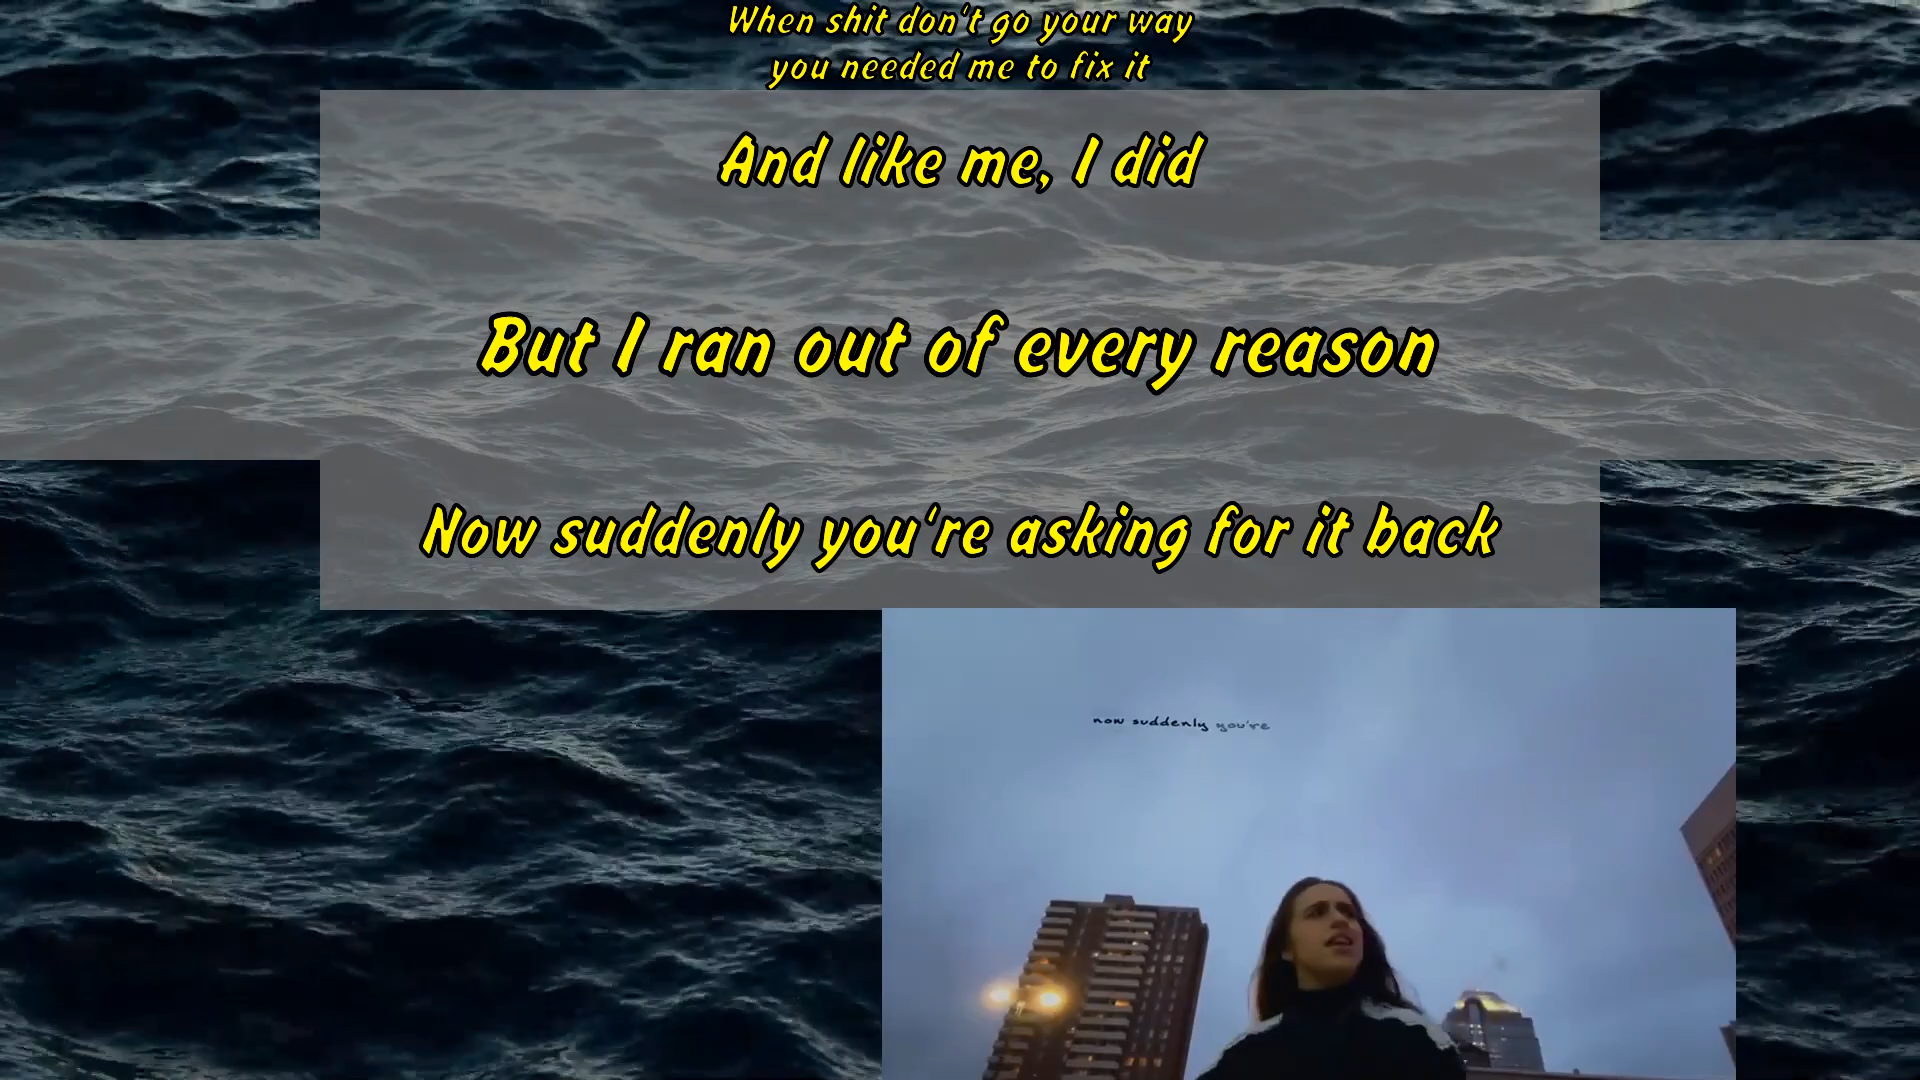 When shit don't go your way
you needed me to fix it
And like me, I did
But I ran out of every reason
Now suddenly you're asking for it back
now suddenly you're